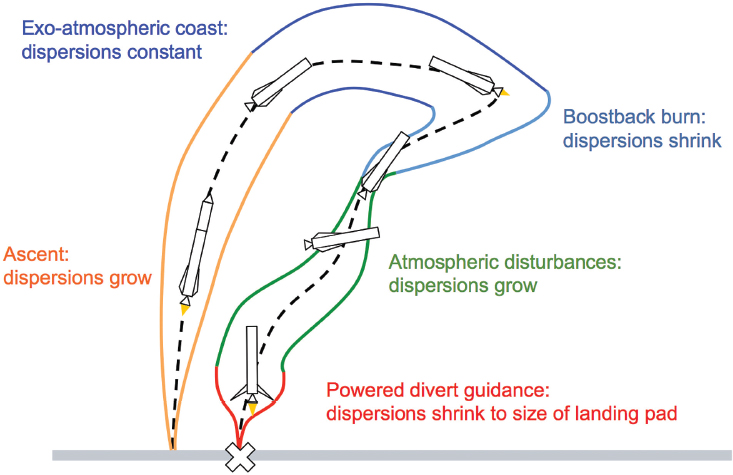 Exo-atmospheric coast:
dispersions constant
Boostback burn:
dispersions shrink
Ascent:
dispersions grow
Atmospheric disturbances:
dispersions grow
Powered divert guidance:
dispersions shrink to size of landing pad